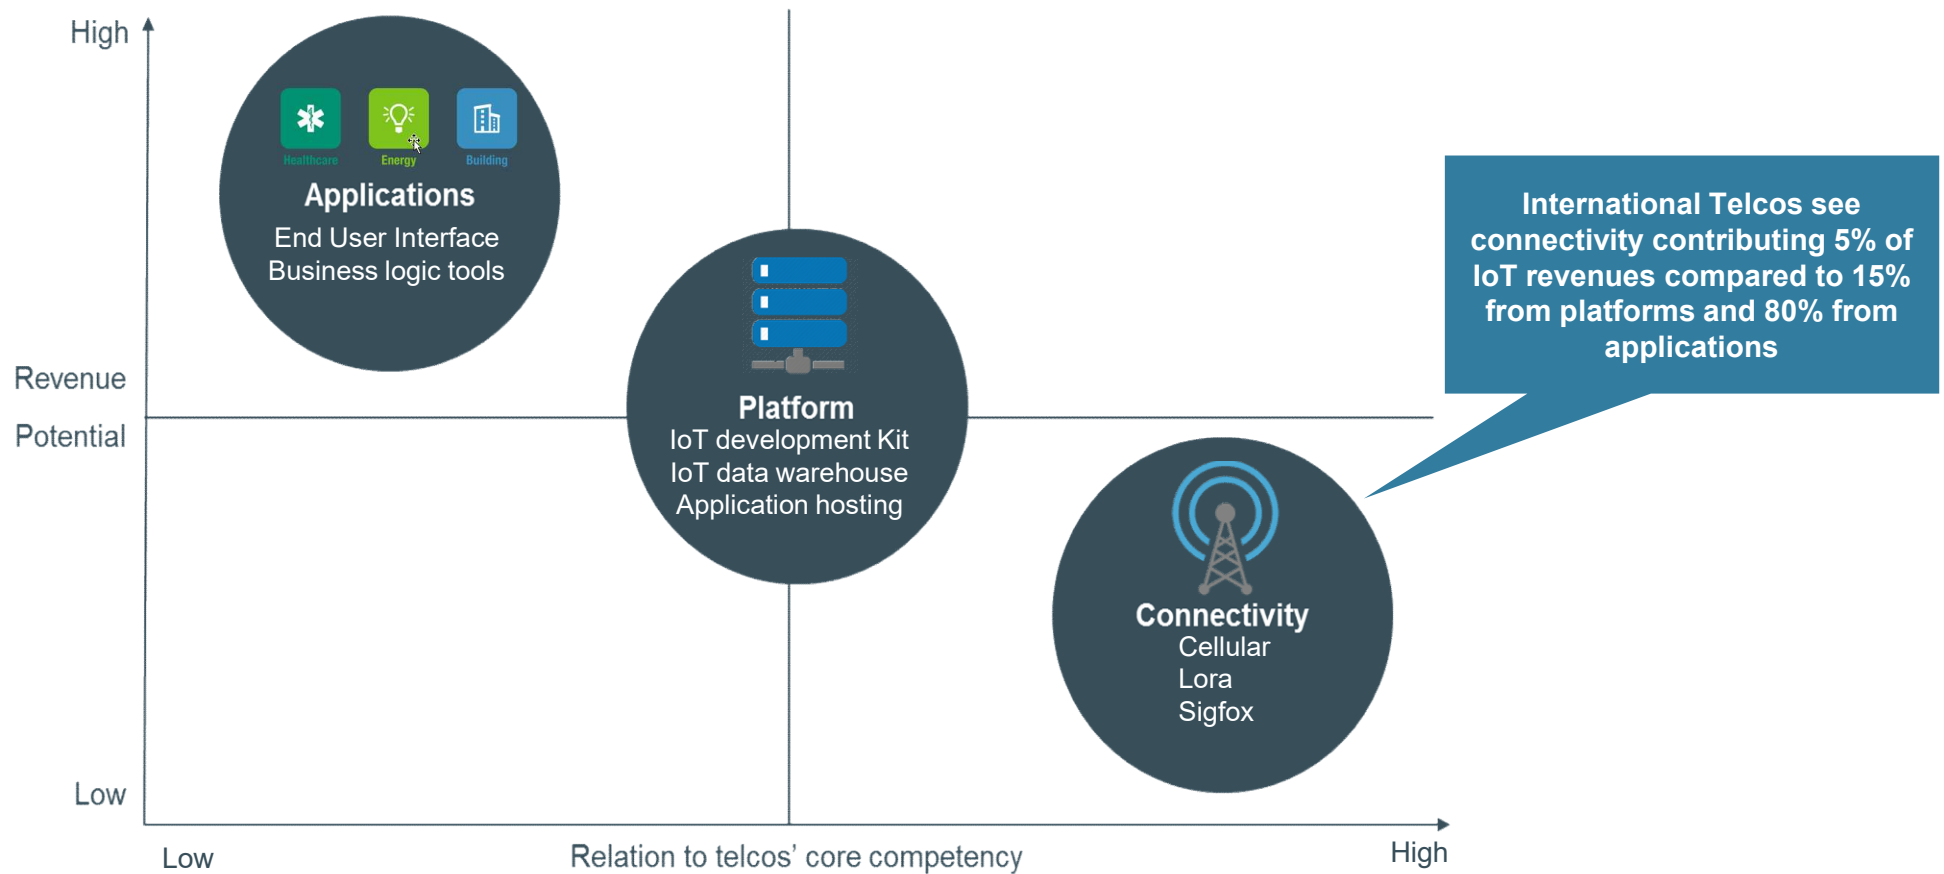 High
Healthcare
Energy
Building
Applications
End User Interface
Business logic tools
Revenue
Potential
Platform
IoT development Kit
IoT data warehouse
Application hosting
International Telcos see
connectivity contributing 5% of
IoT revenues compared to 15%
from platforms and 80% from
applications
Connectivity
Cellular
Lora
Sigfox
Low
Low
Relation to telcos’ core competency
High